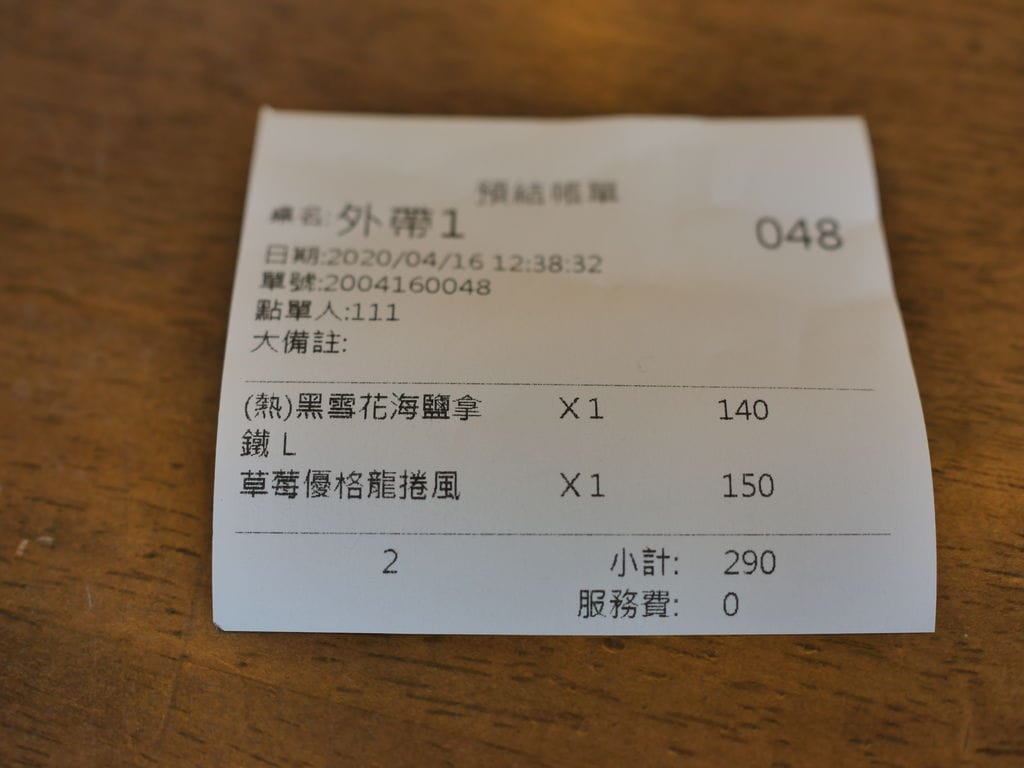 預結帳單
桌名:外帶1 048
日期:2020/04/16 12:38:32
單號:2004160048
點單人:111
大備註:
(熱)黑雪花海鹽拿 X1 140
鐵 L
草莓優格龍捲風 X1 150
2 小計: 290
服務費: 0